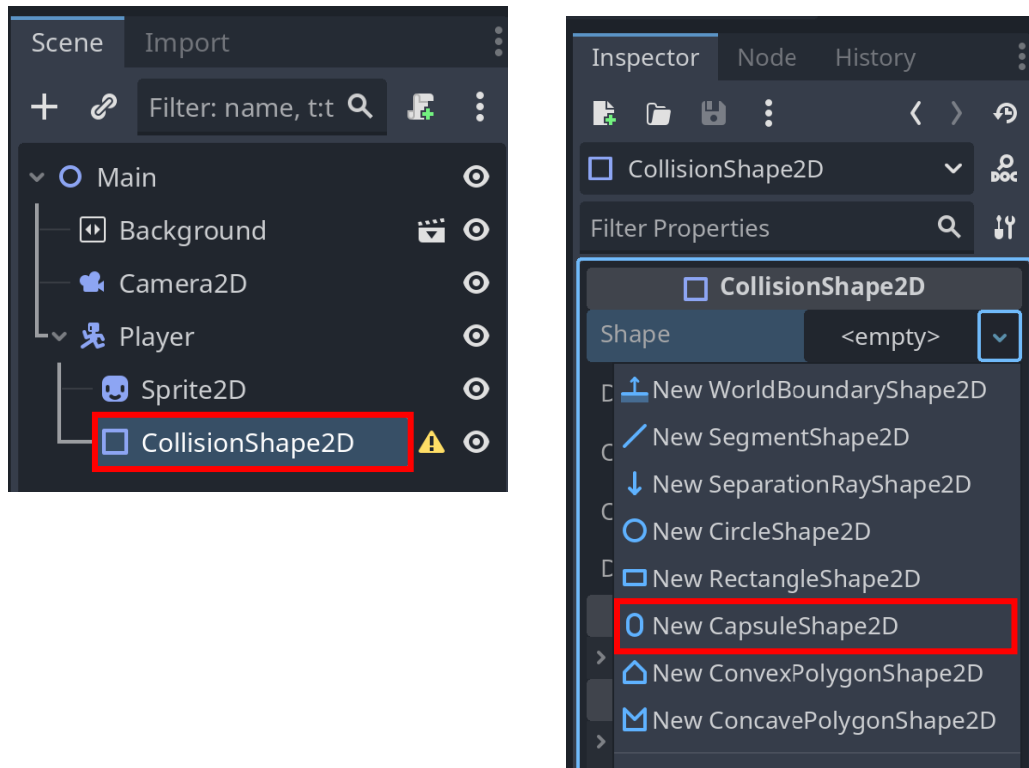 Scene Import
Filter: name, t:t
Main
Background
Camera2D
Player
Sprite2D
CollisionShape2D
Inspector Node History
CollisionShape2D
DOC
Filter Properties
CollisionShape2D
Shape <empty>
New WorldBoundaryShape2D
New SegmentShape2D
New SeparationRayShape2D
New CircleShape2D
New RectangleShape2D
New CapsuleShape2D
New ConvexPolygonShape2D
New ConcavePolygonShape2D